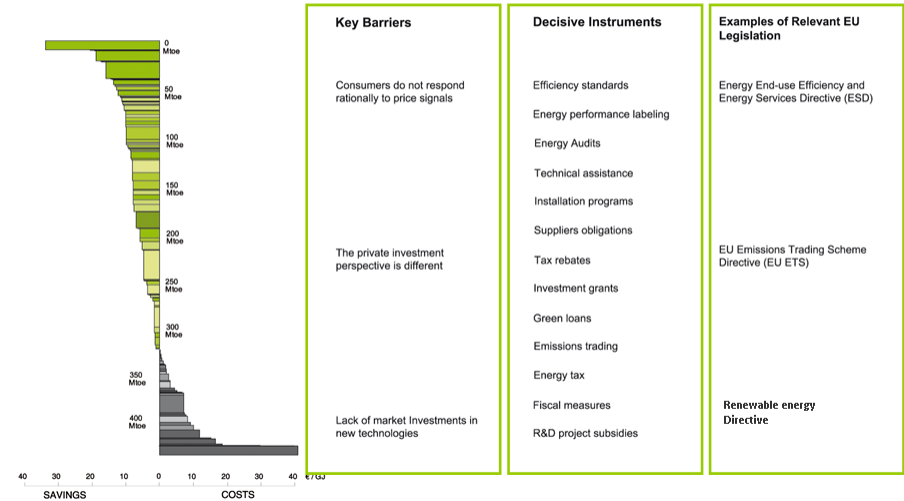 Key Barriers
Decisive Instruments
Examples of Relevant EU
Legislation
0
Mtoe
50
Mtoe
100
Mtoe
150
Mtoe
200
Mtoe
250
Mtoe
300
Mtoe
350
Mtoe
400
Mtoe
40
30
20
10
0
10
20
30
40
€/GJ
SAVINGS
COSTS
Consumers do not respond
rationally to price signals
The private investment
perspective is different
Lack of market Investments in
new technologies
Efficiency standards
Energy performance labeling
Energy Audits
Technical assistance
Installation programs
Suppliers obligations
Tax rebates
Investment grants
Green loans
Emissions trading
Energy tax
Fiscal measures
R&D project subsidies
Energy End-use Efficiency and
Energy Services Directive (ESD)
EU Emissions Trading Scheme
Directive (EU ETS)
Renewable energy
Directive